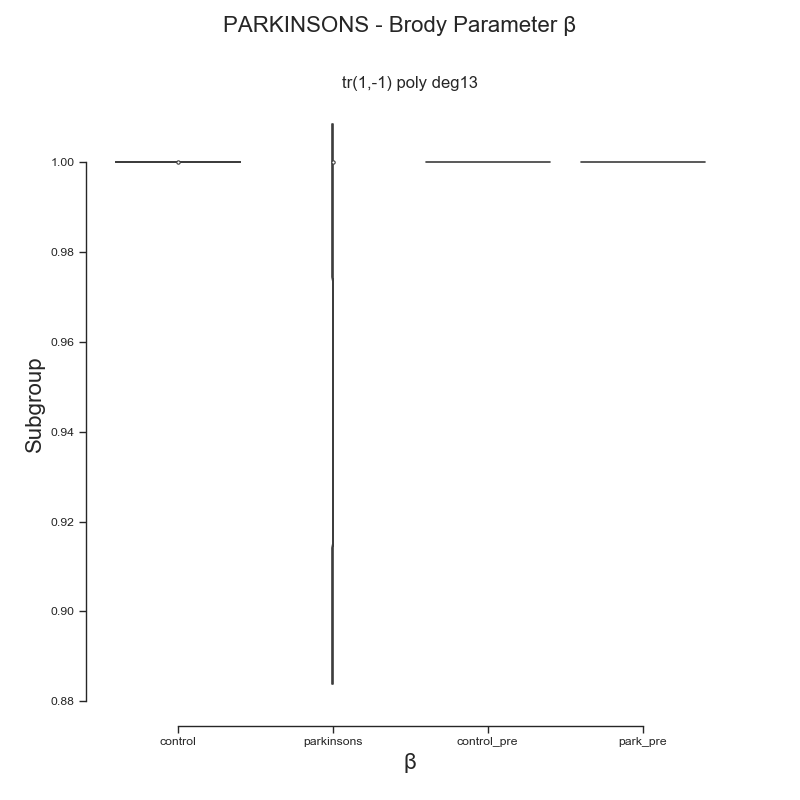 PARKINSONS - Brody Parameter β
tr(1,-1) poly deg13
1.00
0.98
0.96
0.94
0.92
0.90
0.88
Subgroup
control parkinsons control_pre park_pre
β